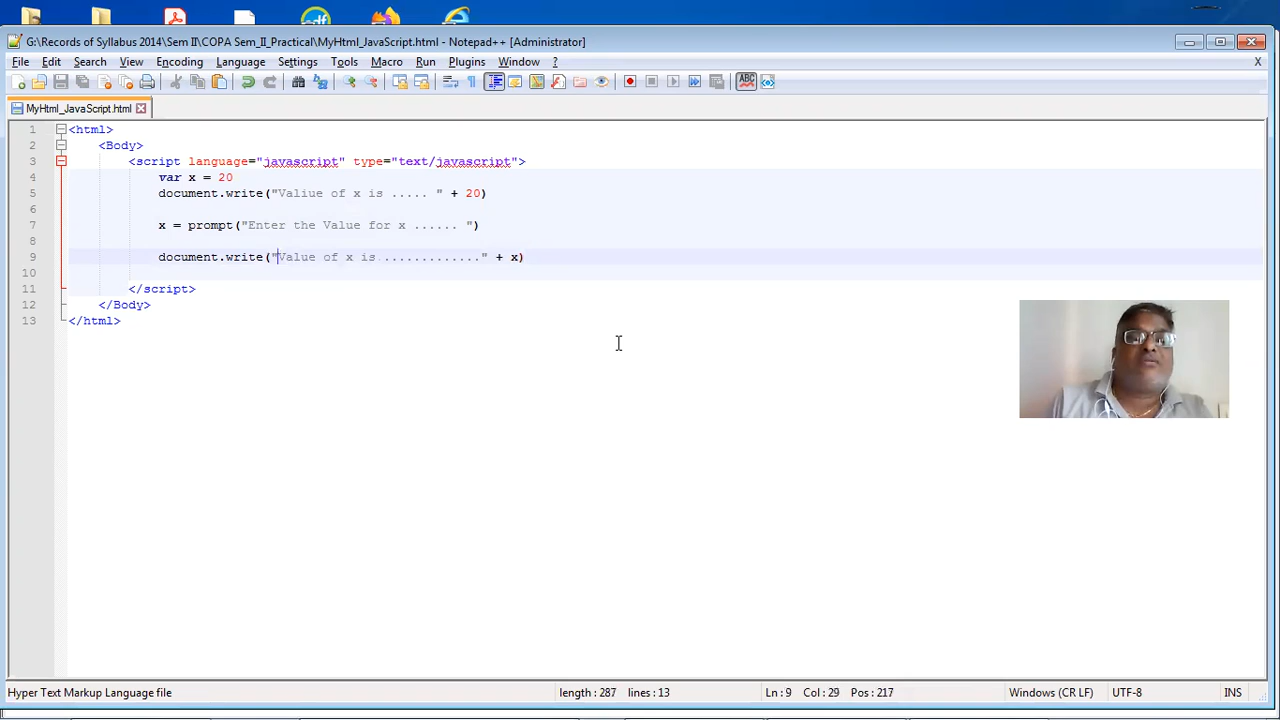 G:\Records of Syllabus 2014\Sem II\COPA Sem_II_Practical\MyHtml_JavaScript.html - Notepad++ [Administrator]
File Edit Search View Encoding Language Settings Tools Macro Run Plugins Window ? X
MyHtml_JavaScript.html
1 <html>
2 <Body>
3 <script language="javascript" type="text/javascript">
4 var x = 20
5 document.write("Valiue of x is ..... " + 20)
6
7 x = prompt("Enter the Value for x ...... ")
8
9 document.write("Value of x is .............." + x)
10
11 </script>
12 </Body>
13 </html>
Hyper Text Markup Language file length : 287 lines : 13 Ln : 9 Col : 29 Pos : 217 Windows (CR LF) UTF-8 INS